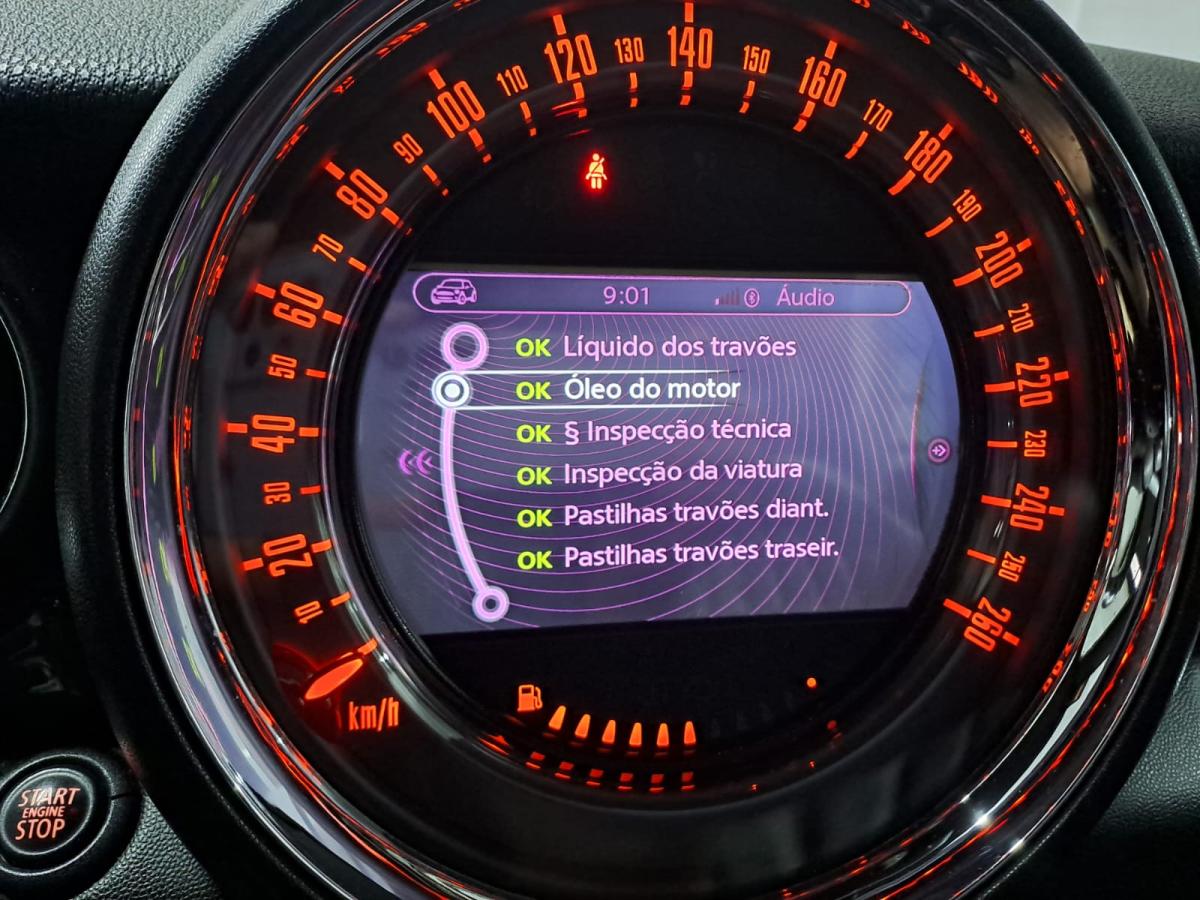 10
20
30
40
50
60
70
80
90
100
110
120
130
140
150
160
170
180
190
200
210
220
230
240
250
260
km/h
9:01 Áudio
OK Líquido dos travões
OK Óleo do motor
OK § Inspecção técnica
OK Inspecção da viatura
OK Pastilhas travões diant.
OK Pastilhas travões traseir.
START
ENGINE
STOP